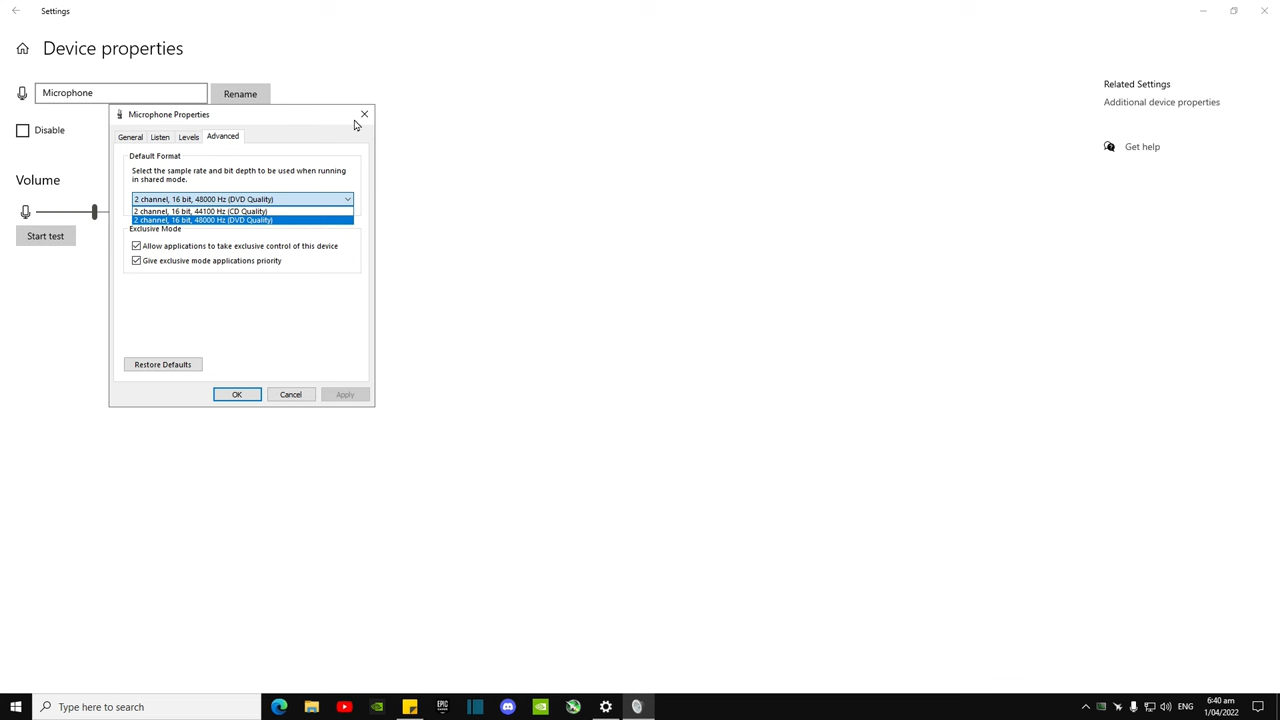 Settings
Device properties
Microphone
Rename
Disable
Volume
Start test
Related Settings
Additional device properties
Get help
Microphone Properties
General
Listen
Levels
Advanced
Default Format
Select the sample rate and bit depth to be used when running
in shared mode.
2 channel, 16 bit, 48000 Hz (DVD Quality)
2 channel, 16 bit, 44100 Hz (CD Quality)
2 channel, 16 bit, 48000 Hz (DVD Quality)
Exclusive Mode
Allow applications to take exclusive control of this device
Give exclusive mode applications priority
Restore Defaults
OK
Cancel
Apply
Type here to search
EPIC
ENG
6:40 am
1/04/2022